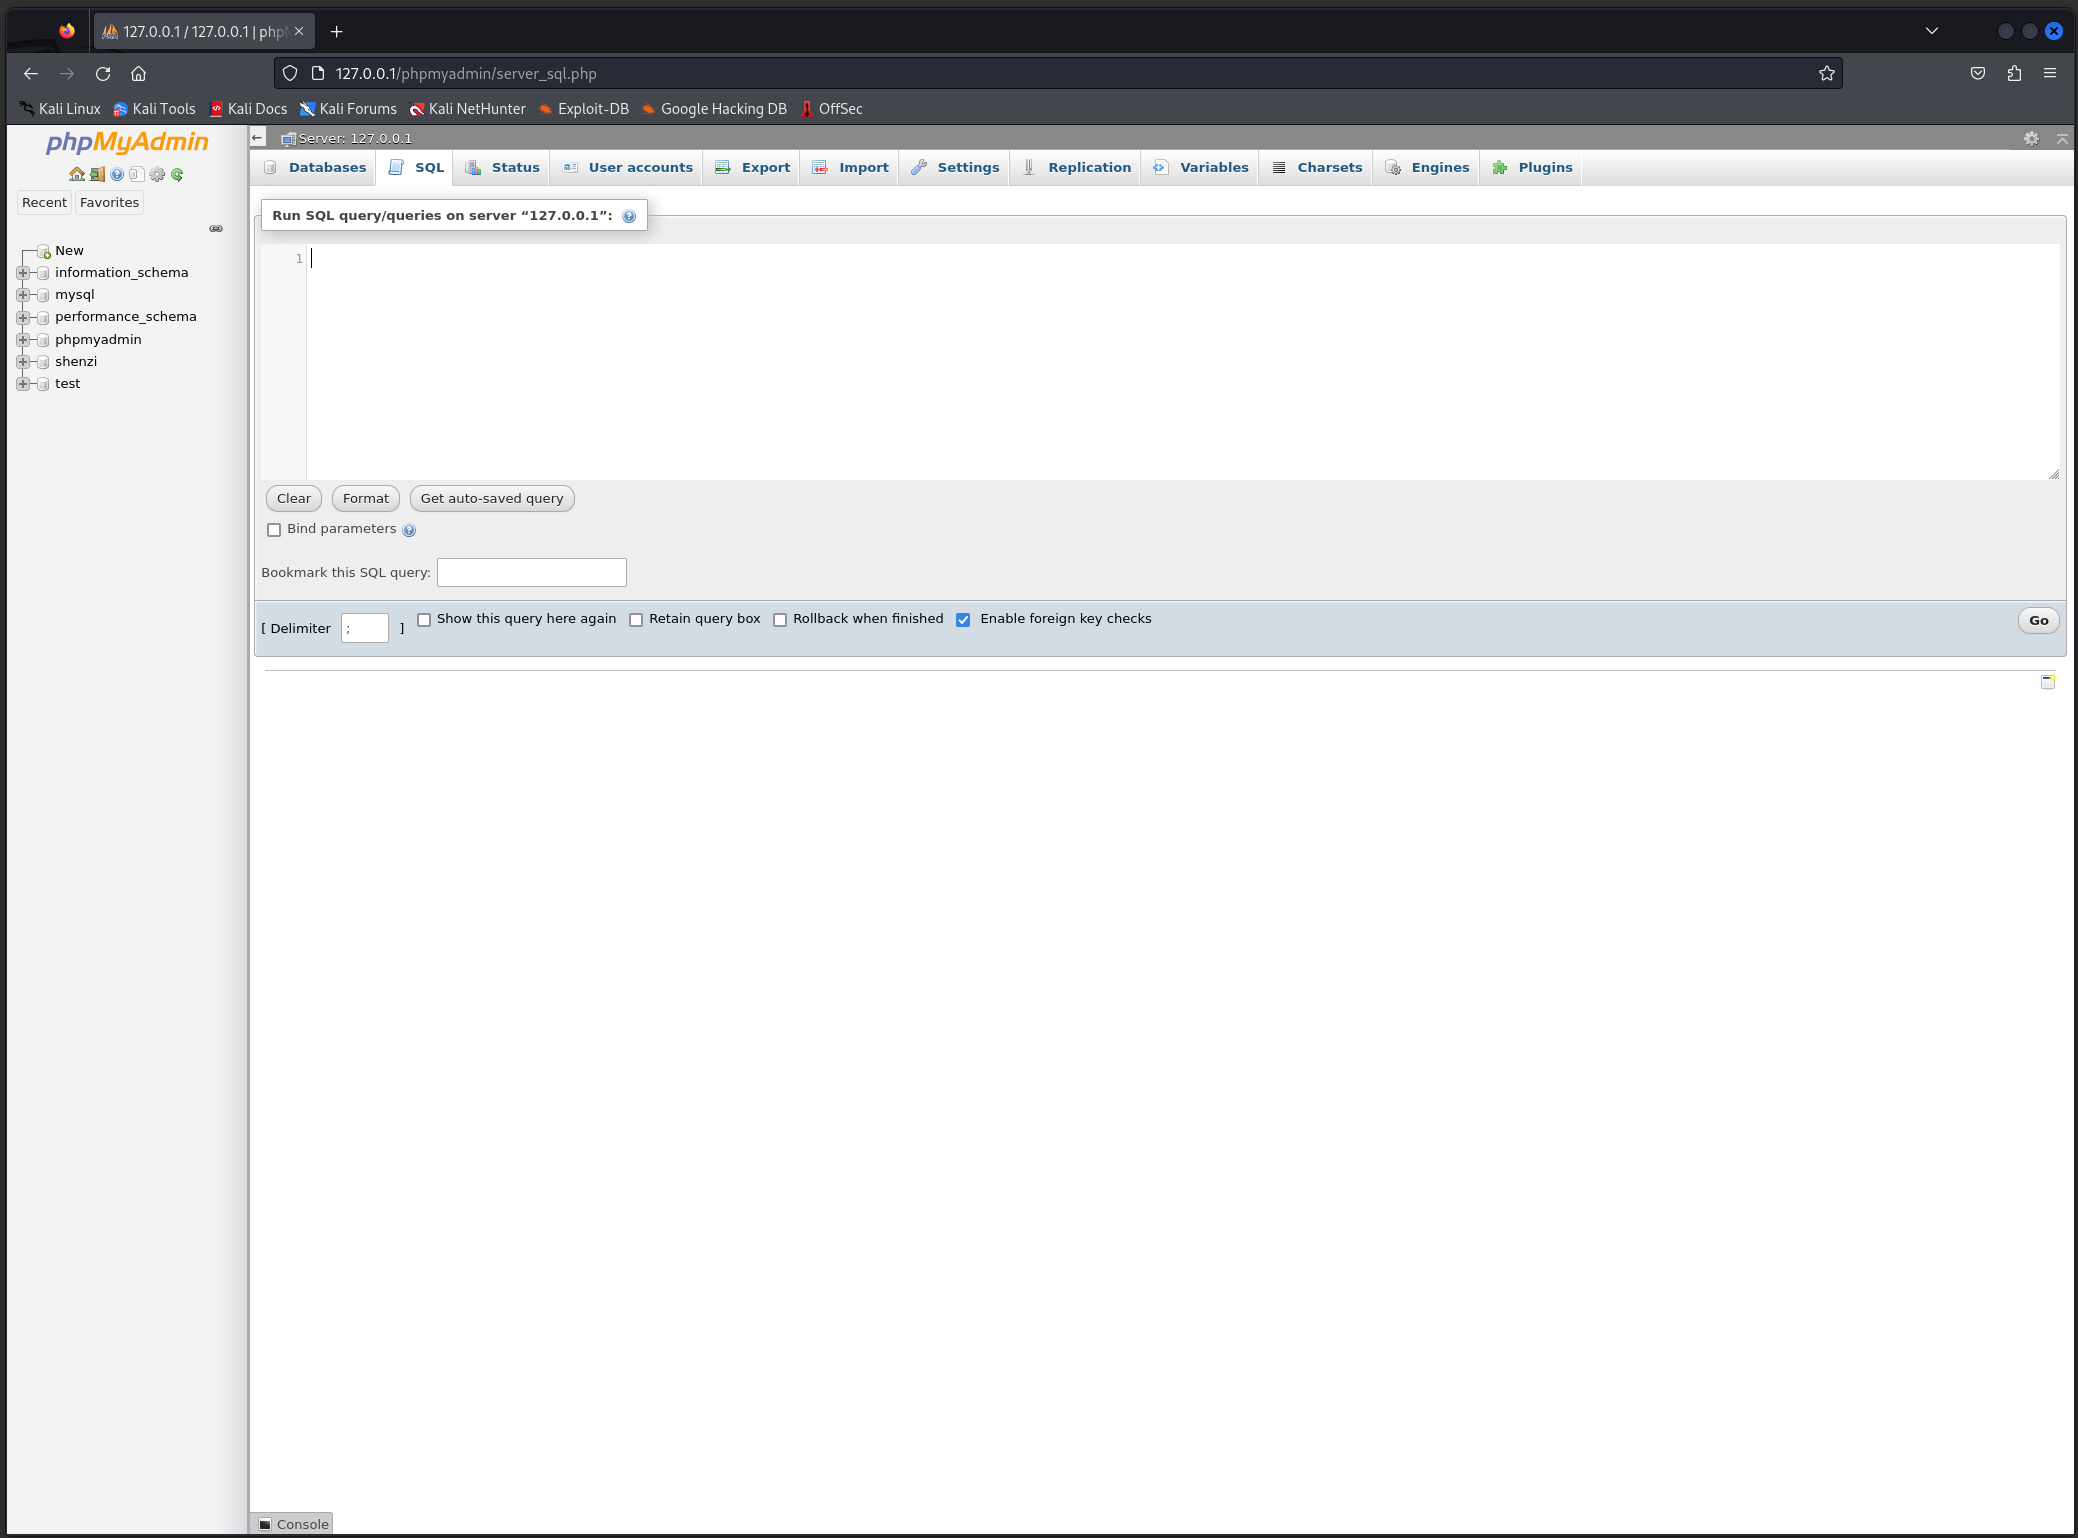 127.0.0.1 / 127.0.0.1 | phpM
127.0.0.1/phpmyadmin/server_sql.php
Kali Linux Kali Tools Kali Docs Kali Forums Kali NetHunter Exploit-DB Google Hacking DB OffSec
phpMyAdmin
Recent Favorites
New
information_schema
mysql
performance_schema
phpmyadmin
shenzi
test
Server: 127.0.0.1
Databases SQL Status User accounts Export Import Settings Replication Variables Charsets Engines Plugins
Run SQL query/queries on server “127.0.0.1”:
1
Clear Format Get auto-saved query
Bind parameters
Bookmark this SQL query:
[ Delimiter ; ] Show this query here again Retain query box Rollback when finished Enable foreign key checks Go
Console